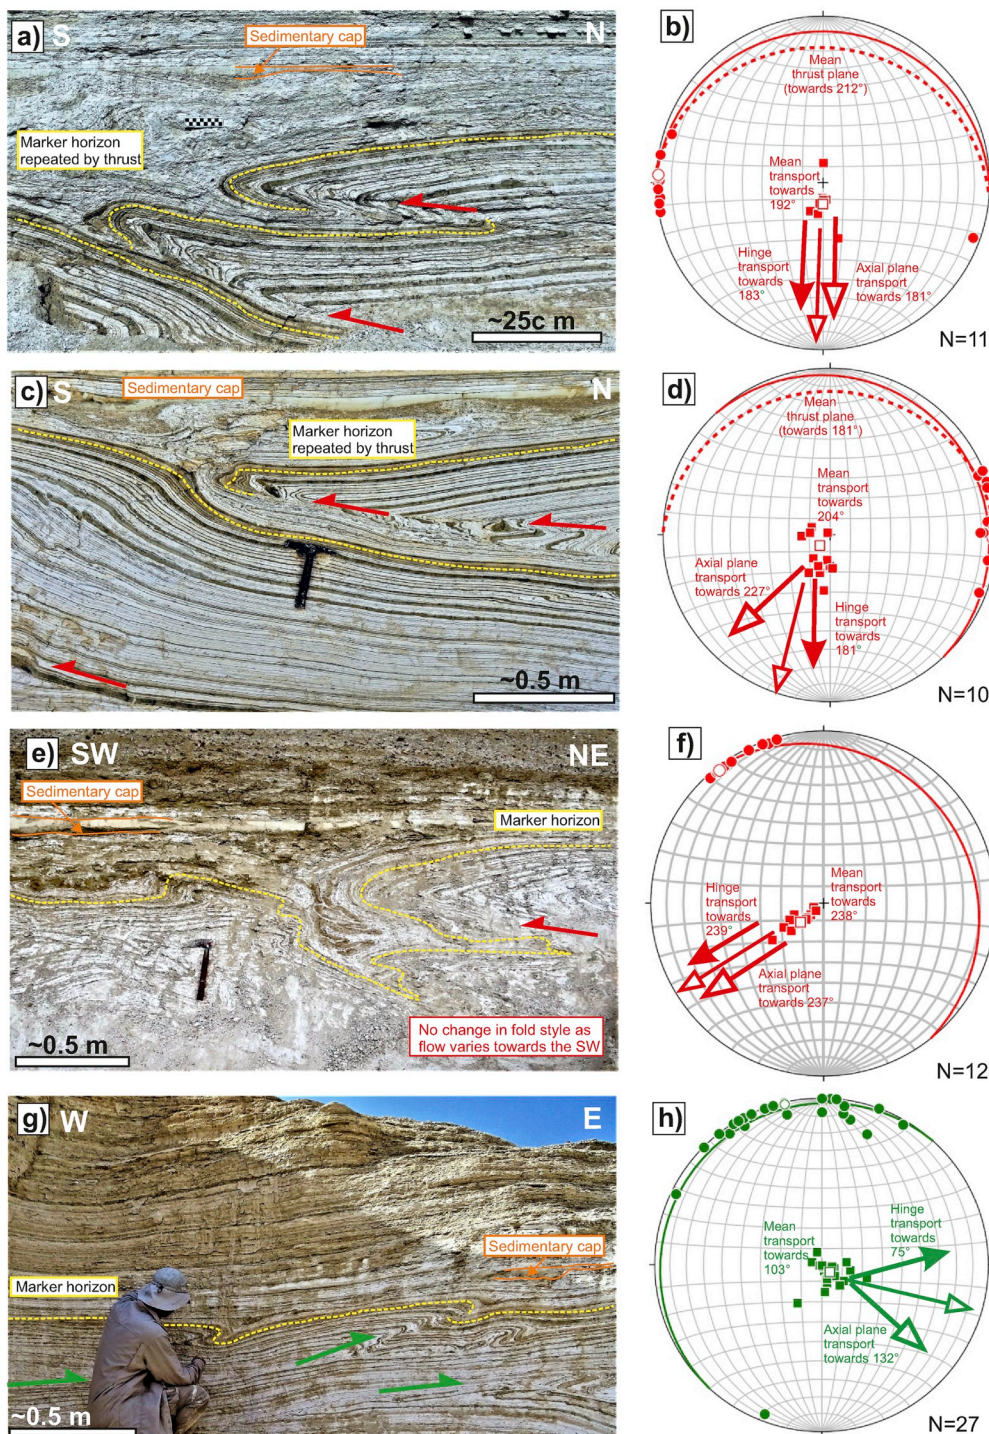 a)
S
N
Sedimentary cap
Marker horizon
repeated by thrust
~25c m
b)
Mean
thrust plane
(towards 212°)
Mean
transport
towards
192°
Hinge
transport
towards
183°
Axial plane
transport
towards 181°
N=11
c)
S
N
Sedimentary cap
Marker horizon
repeated by thrust
~0.5 m
d)
Mean
thrust plane
(towards 181°)
Mean
transport
towards
204°
Axial plane
transport
towards 227°
Hinge
transport
towards
181°
N=10
e)
SW
NE
Sedimentary cap
Marker horizon
No change in fold style as
flow varies towards the SW
~0.5 m
f)
Hinge
transport
towards
239°
Mean
transport
towards
238°
Axial plane
transport
towards 237°
N=12
g)
W
E
Sedimentary cap
Marker horizon
~0.5 m
h)
Mean
transport
towards
103°
Hinge
transport
towards
75°
Axial plane
transport
towards 132°
N=27